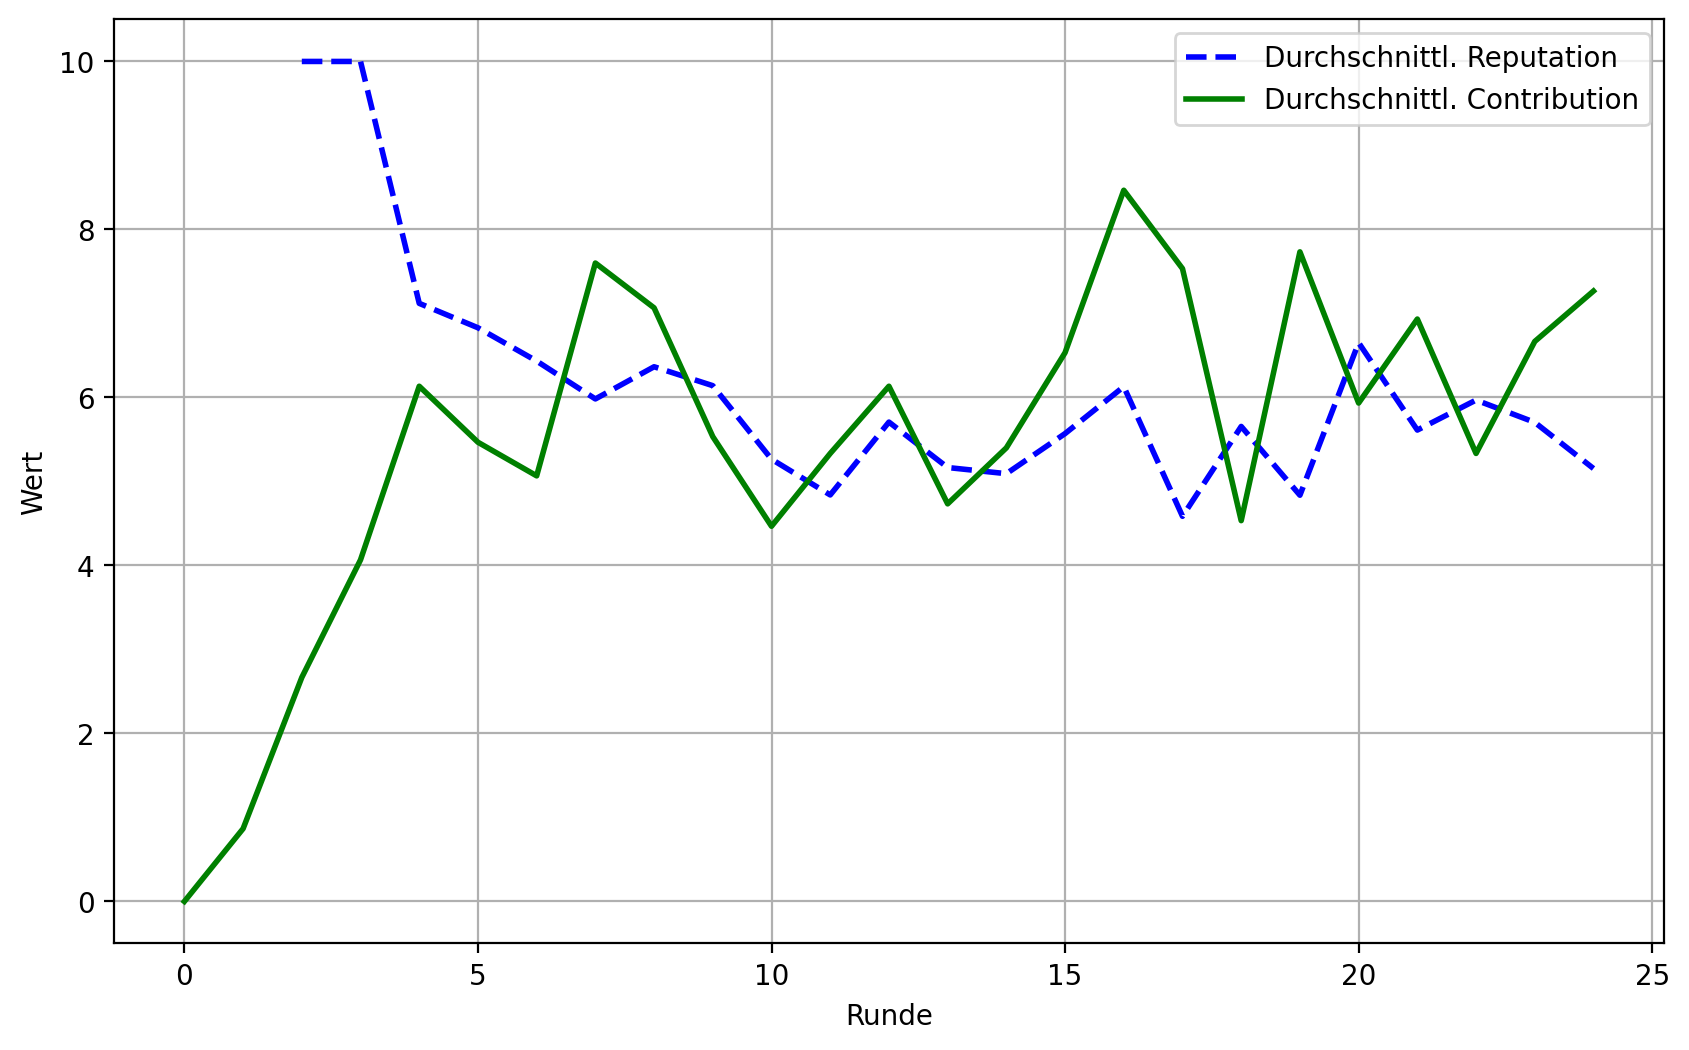 Durchschnittl. Reputation
Durchschnittl. Contribution
10
8
6
4
2
0
Wert
0 5 10 15 20 25
Runde